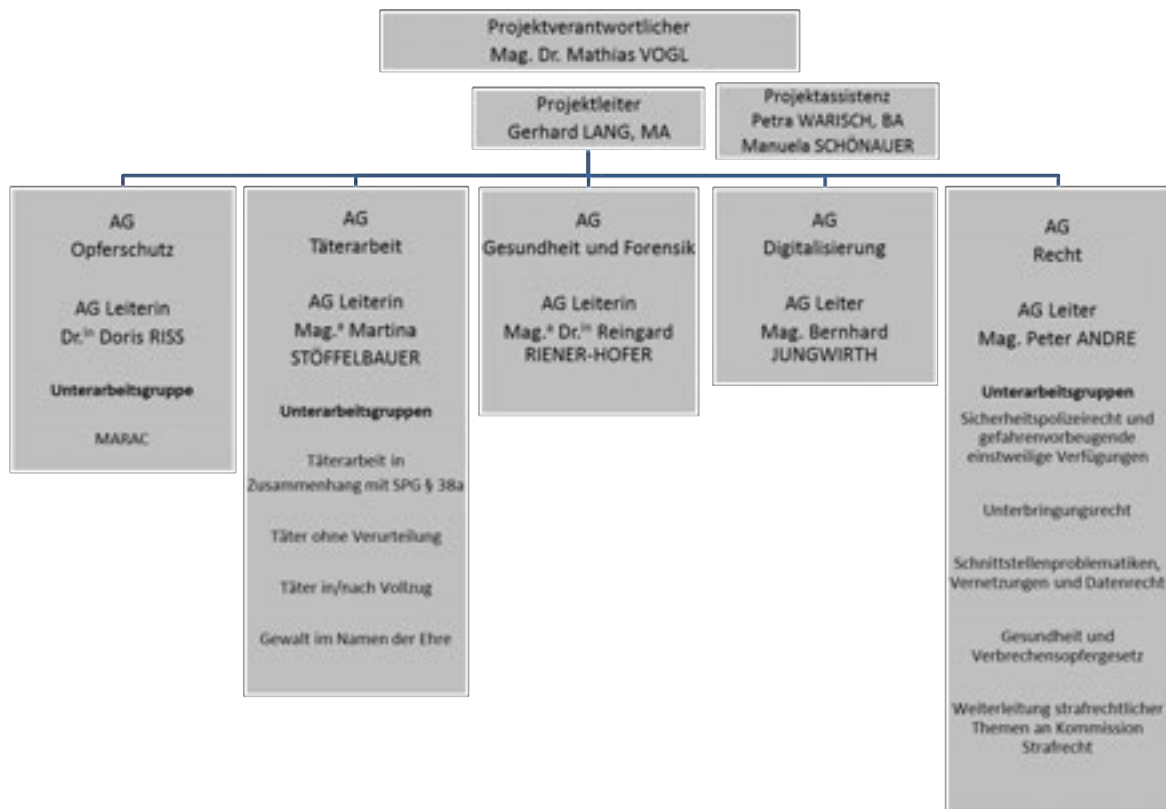 Projektverantwortlicher
Mag. Dr. Mathias VOGL
Projektleiter
Gerhard LANG, MA
Projektassistenz
Petra WARISCH, BA
Manuela SCHÖNAUER
AG
Opferschutz
AG Leiterin
Dr.ⁱⁿ Doris RISS
Unterarbeitsgruppe
MARAC
AG
Täterarbeit
AG Leiterin
Mag.ᵃ Martina
STÖFFELBAUER
Unterarbeitsgruppen
Täterarbeit in
Zusammenhang mit SPG § 38a
Täter ohne Verurteilung
Täter in/nach Vollzug
Gewalt im Namen der Ehre
AG
Gesundheit und Forensik
AG Leiterin
Mag.ᵃ Dr.ⁱⁿ Reingard
RIENER-HOFER
AG
Digitalisierung
AG Leiter
Mag. Bernhard
JUNGWIRTH
AG
Recht
AG Leiter
Mag. Peter ANDRE
Unterarbeitsgruppen
Sicherheitspolizeirecht und
gefahrenvorbeugende
einstweilige Verfügungen
Unterbringungsrecht
Schnittstellenproblematiken,
Vernetzungen und Datenrecht
Gesundheit und
Verbrechensopfergesetz
Weiterleitung strafrechtlicher
Themen an Kommission
Strafrecht